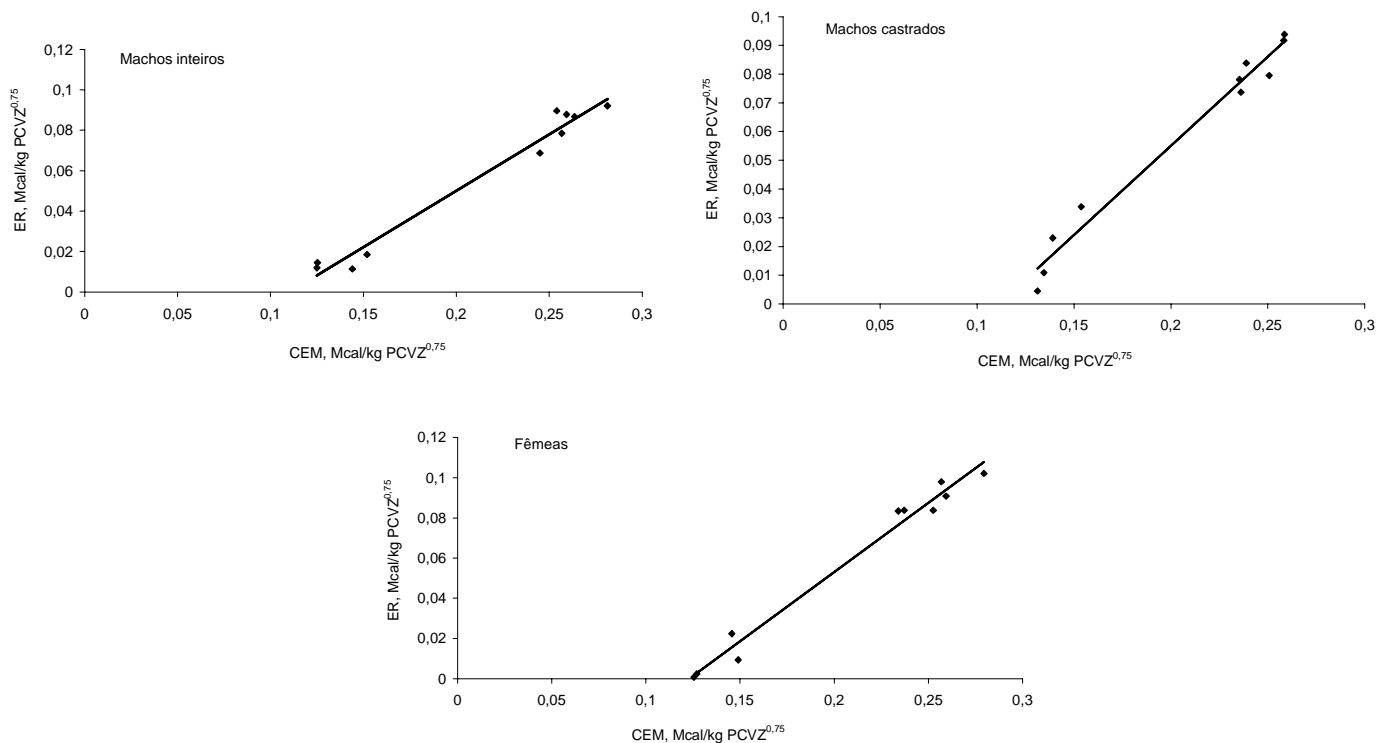 Machos inteiros
ER, Mcal/kg PCVZ0,75
0,12
0,1
0,08
0,06
0,04
0,02
0
0 0,05 0,1 0,15 0,2 0,25 0,3
CEM, Mcal/kg PCVZ0,75
Machos castrados
ER, Mcal/kg PCVZ0,75
0,1
0,09
0,08
0,07
0,06
0,05
0,04
0,03
0,02
0,01
0
0 0,05 0,1 0,15 0,2 0,25 0,3
CEM, Mcal/kg PCVZ0,75
Fêmeas
ER, Mcal/kg PCVZ0,75
0,12
0,1
0,08
0,06
0,04
0,02
0
0 0,05 0,1 0,15 0,2 0,25 0,3
CEM, Mcal/kg PCVZ0,75